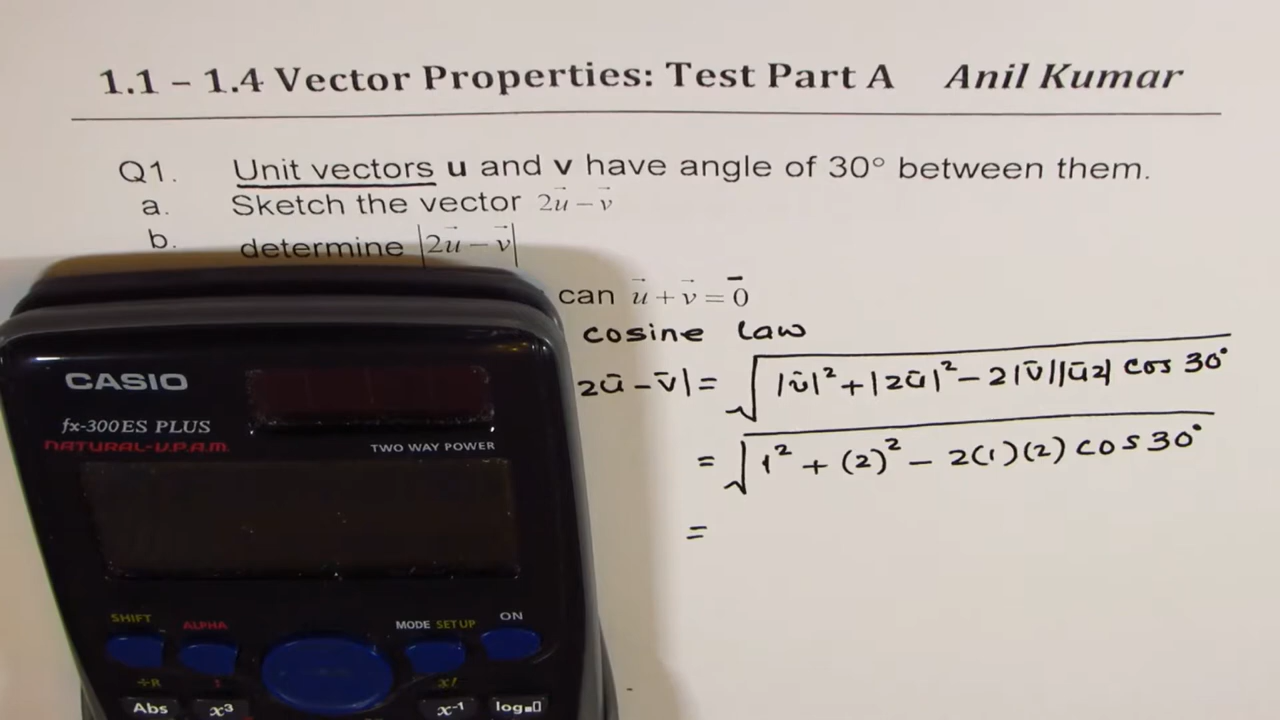 1.1 – 1.4 Vector Properties: Test Part A Anil Kumar
Q1. Unit vectors u and v have angle of 30° between them.
a. Sketch the vector 2u⃗ – v⃗
b. determine |2u⃗ – v⃗|
can u⃗ + v⃗ = 0̄
cosine law
2ū – v̄| = √|v̄|² + |2ū|² – 2|v̄||ū2| cos 30°
= √1² + (2)² – 2(1)(2) cos 30°
=
CASIO
fx-300ES PLUS
NATURAL-V.P.A.M.
TWO WAY POWER
SHIFT ALPHA MODE SETUP ON
÷R x!
Abs x³ x⁻¹ log▪▯